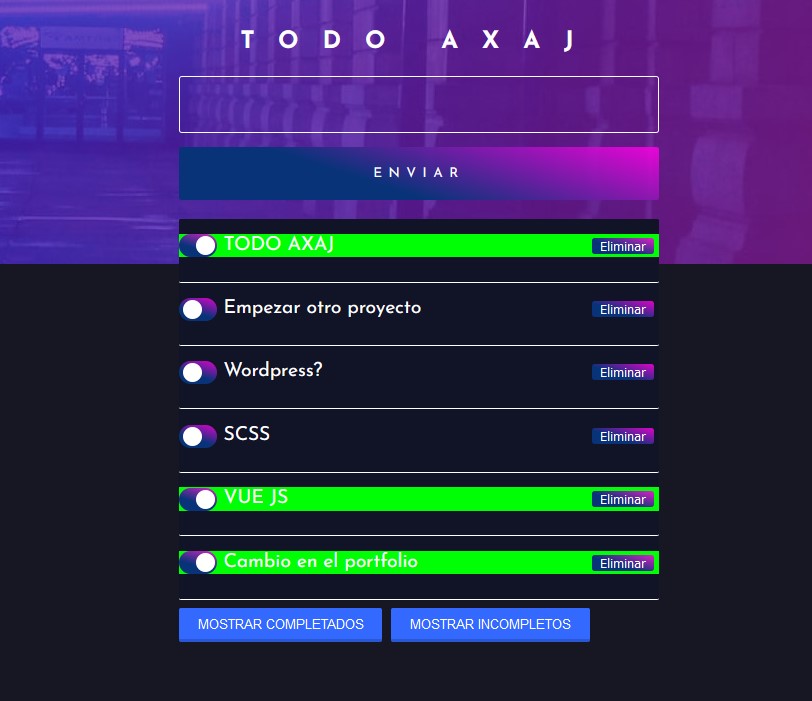 TODO AXAJ
ENVIAR
TODO AXAJ Eliminar
Empezar otro proyecto Eliminar
Wordpress? Eliminar
SCSS Eliminar
VUE JS Eliminar
Cambio en el portfolio Eliminar
MOSTRAR COMPLETADOS MOSTRAR INCOMPLETOS